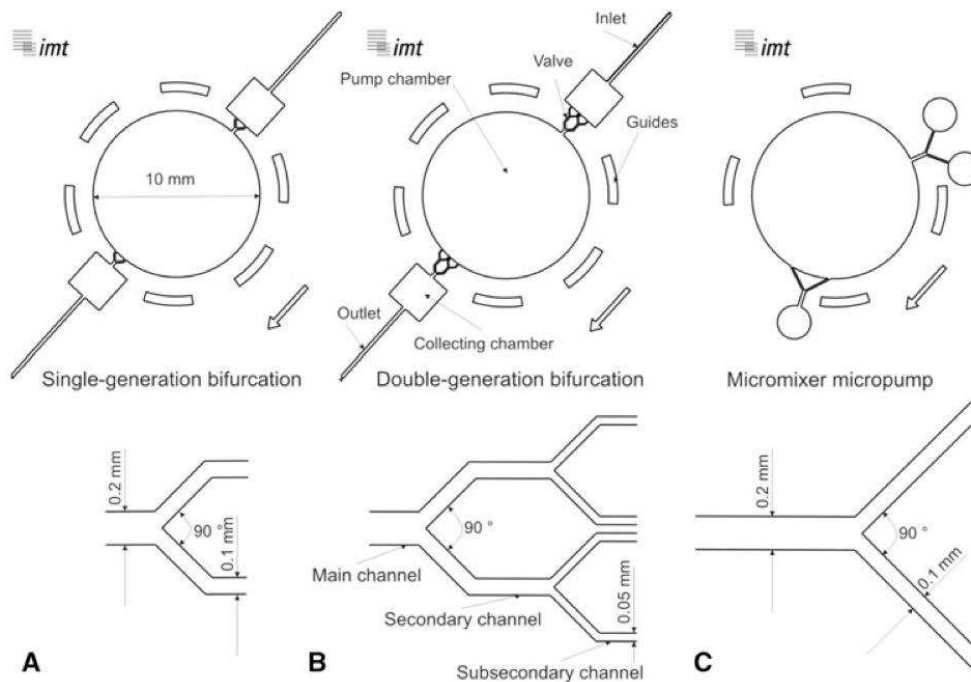 imt
10 mm
Single-generation bifurcation
0.2 mm
90 °
0.1 mm
A
imt
Inlet
Valve
Pump chamber
Guides
Outlet
Collecting chamber
Double-generation bifurcation
90 °
Main channel
Secondary channel
0.05 mm
Subsecondary channel
B
imt
Micromixer micropump
0.2 mm
90 °
0.1 mm
C